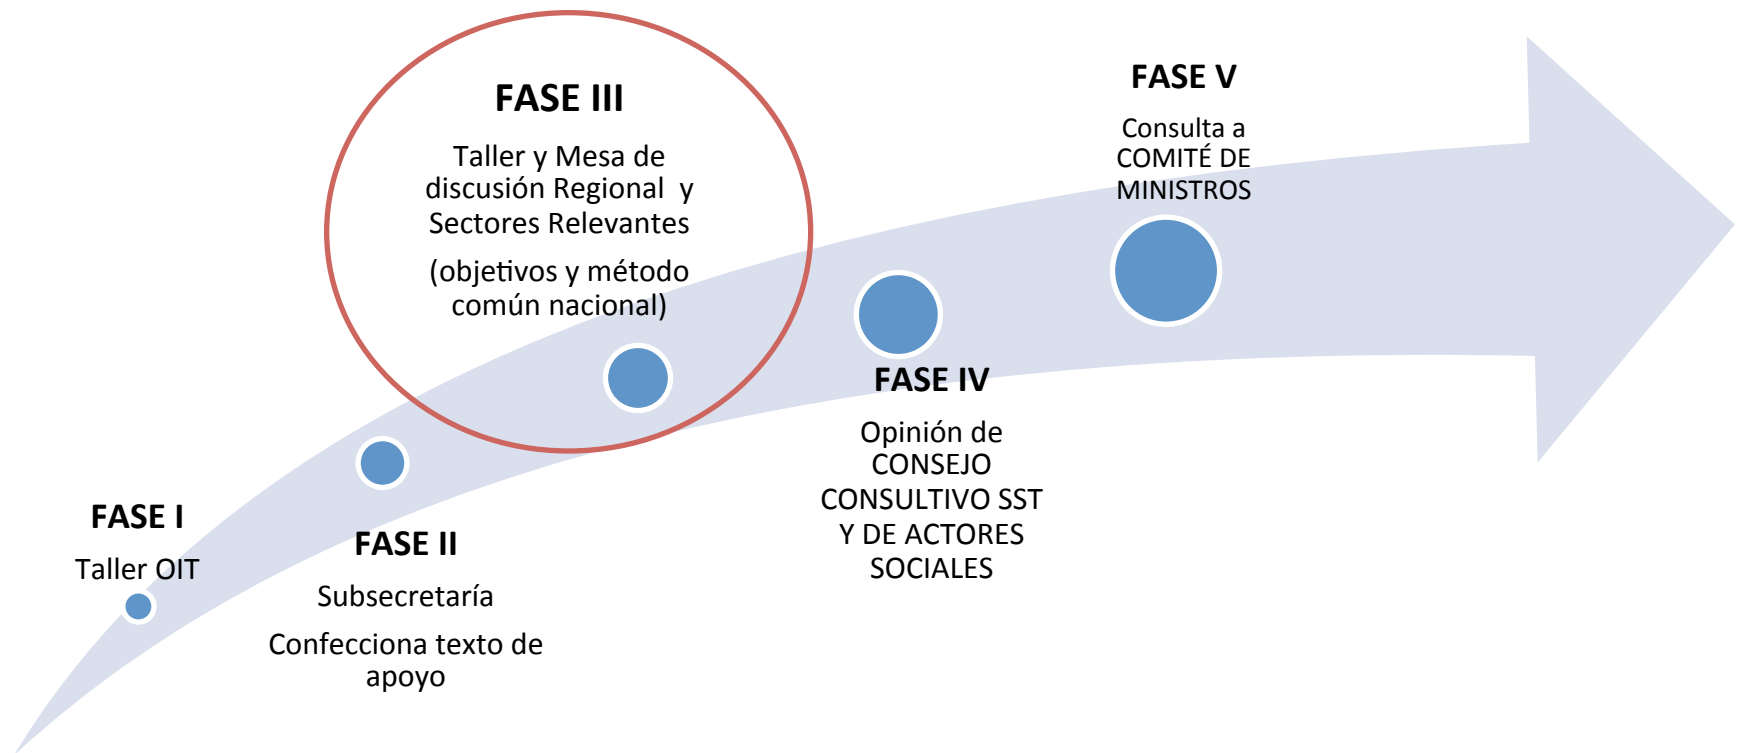 FASE I
Taller OIT
FASE II
Subsecretaría
Confecciona texto de
apoyo
FASE III
Taller y Mesa de
discusión Regional y
Sectores Relevantes
(objetivos y método
común nacional)
FASE IV
Opinión de
CONSEJO
CONSULTIVO SST
Y DE ACTORES
SOCIALES
FASE V
Consulta a
COMITÉ DE
MINISTROS